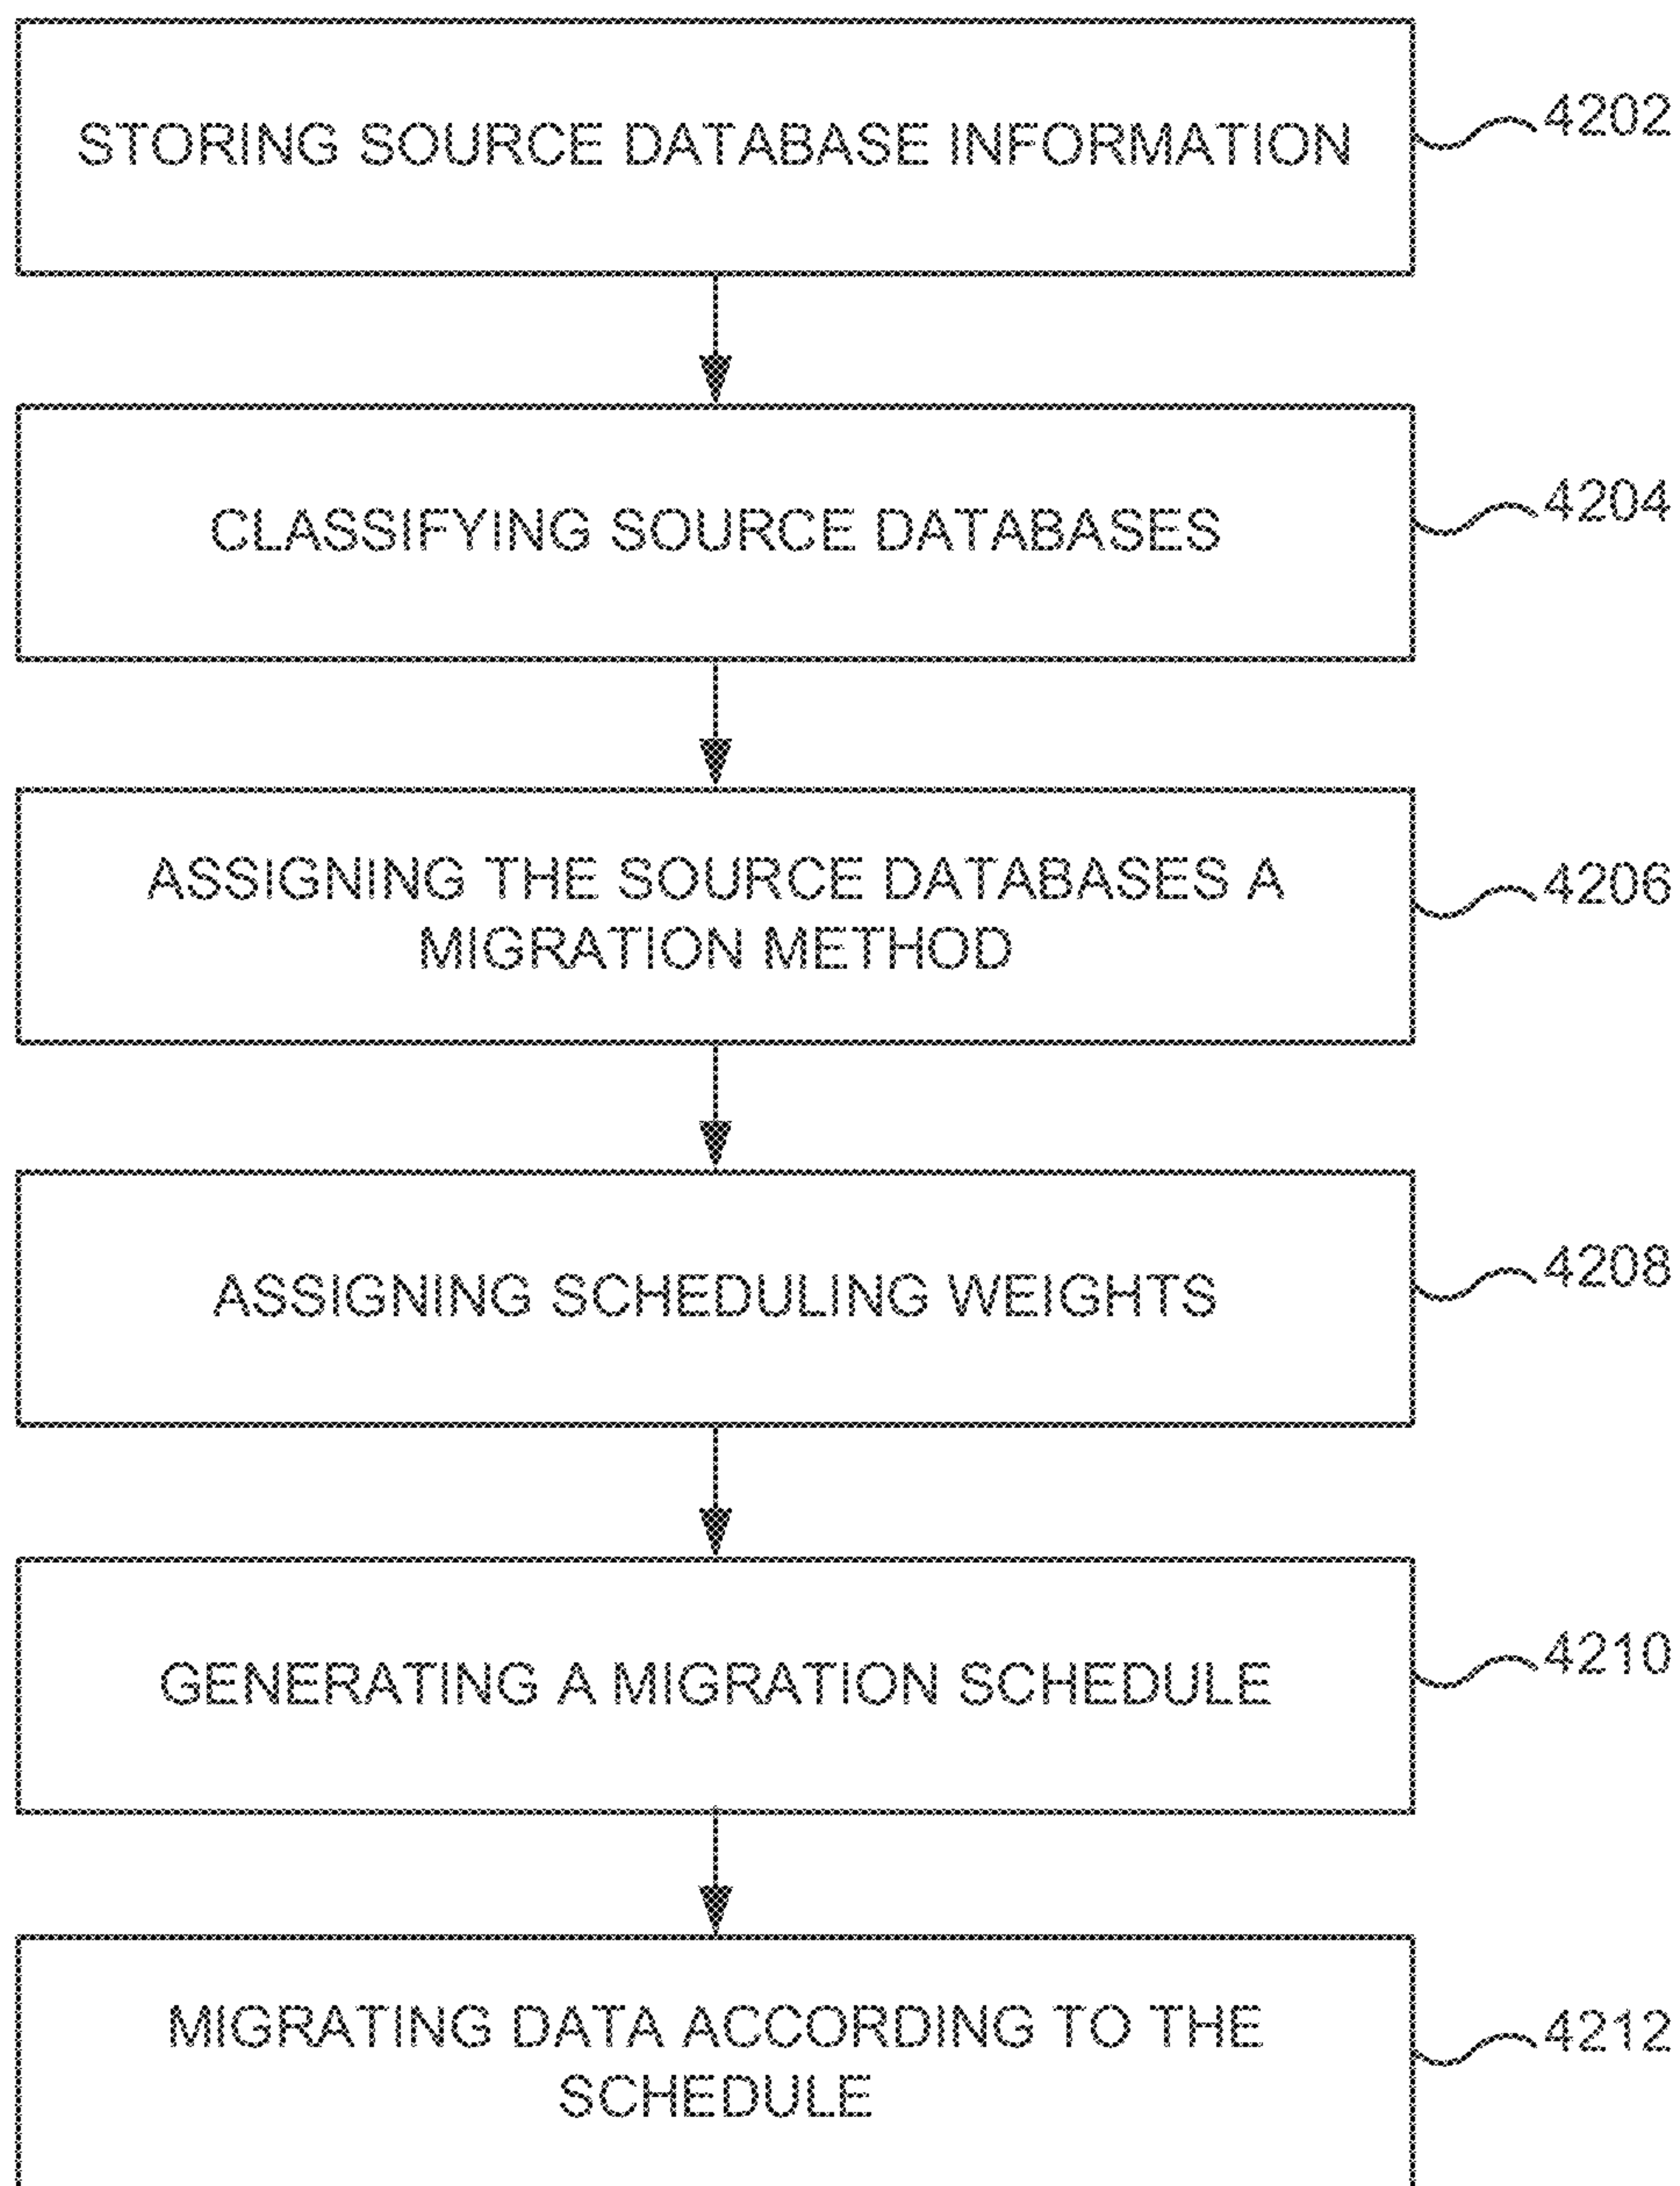 STORING SOURCE DATABASE INFORMATION
4202
CLASSIFYING SOURCE DATABASES
4204
ASSIGNING THE SOURCE DATABASES A
MIGRATION METHOD
4206
ASSIGNING SCHEDULING WEIGHTS
4208
GENERATING A MIGRATION SCHEDULE
4210
MIGRATING DATA ACCORDING TO THE
SCHEDULE
4212